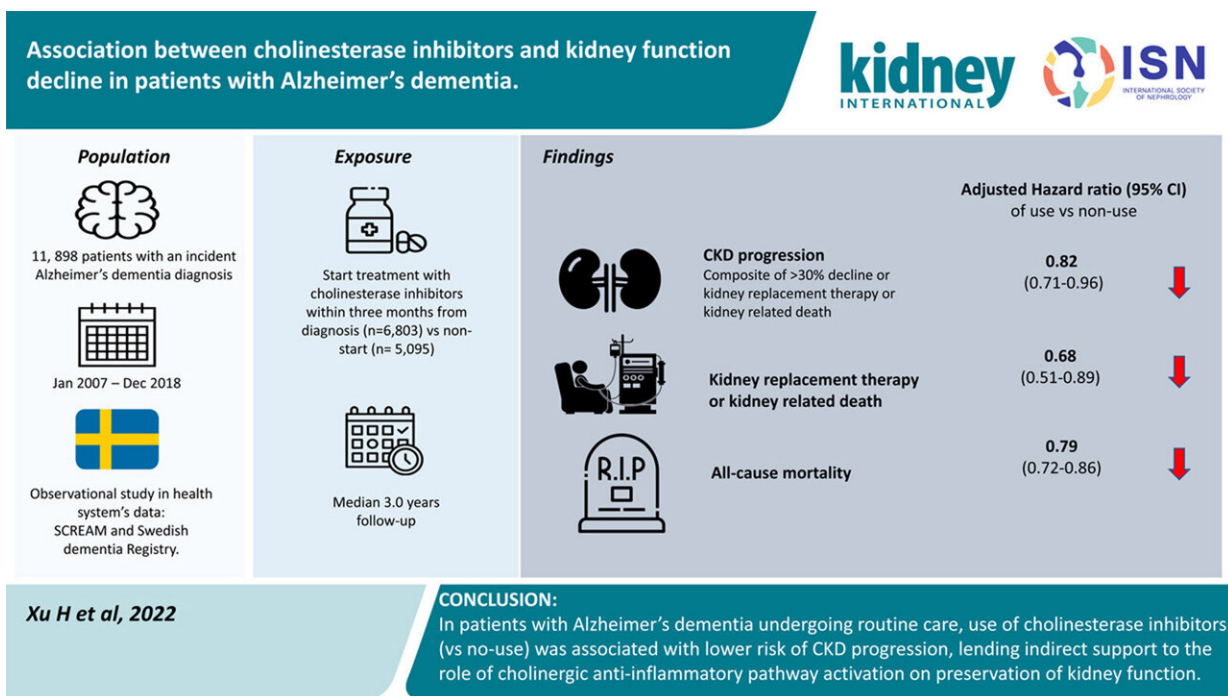 Association between cholinesterase inhibitors and kidney function
decline in patients with Alzheimer's dementia.
kidney
INTERNATIONAL
ISN
INTERNATIONAL SOCIETY
OF NEPHROLOGY
Population
11, 898 patients with an incident
Alzheimer's dementia diagnosis
Jan 2007 – Dec 2018
Observational study in health
system's data:
SCREAM and Swedish
dementia Registry.
Exposure
Start treatment with
cholinesterase inhibitors
within three months from
diagnosis (n=6,803) vs non-
start (n= 5,095)
Median 3.0 years
follow-up
Findings
Adjusted Hazard ratio (95% CI)
of use vs non-use
CKD progression
Composite of >30% decline or
kidney replacement therapy or
kidney related death
0.82
(0.71-0.96)
Kidney replacement therapy
or kidney related death
0.68
(0.51-0.89)
R.I.P
All-cause mortality
0.79
(0.72-0.86)
Xu H et al, 2022
CONCLUSION:
In patients with Alzheimer's dementia undergoing routine care, use of cholinesterase inhibitors
(vs no-use) was associated with lower risk of CKD progression, lending indirect support to the
role of cholinergic anti-inflammatory pathway activation on preservation of kidney function.